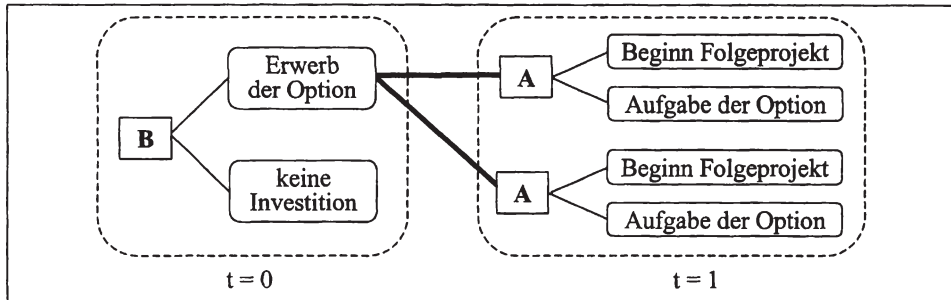 B
Erwerb
der Option
keine
Investition
t = 0
A
Beginn Folgeprojekt
Aufgabe der Option
A
Beginn Folgeprojekt
Aufgabe der Option
t = 1